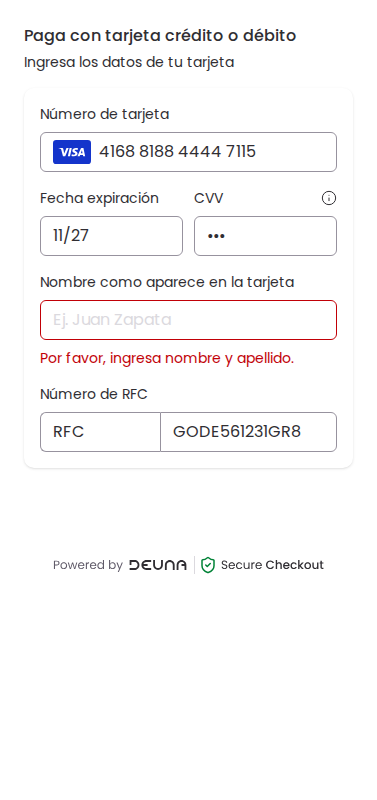 Paga con tarjeta crédito o débito
Ingresa los datos de tu tarjeta
Número de tarjeta
VISA 4168 8188 4444 7115
Fecha expiración CVV
11/27 •••
Nombre como aparece en la tarjeta
Ej. Juan Zapata
Por favor, ingresa nombre y apellido.
Número de RFC
RFC GODE561231GR8
Powered by DEUNA Secure Checkout